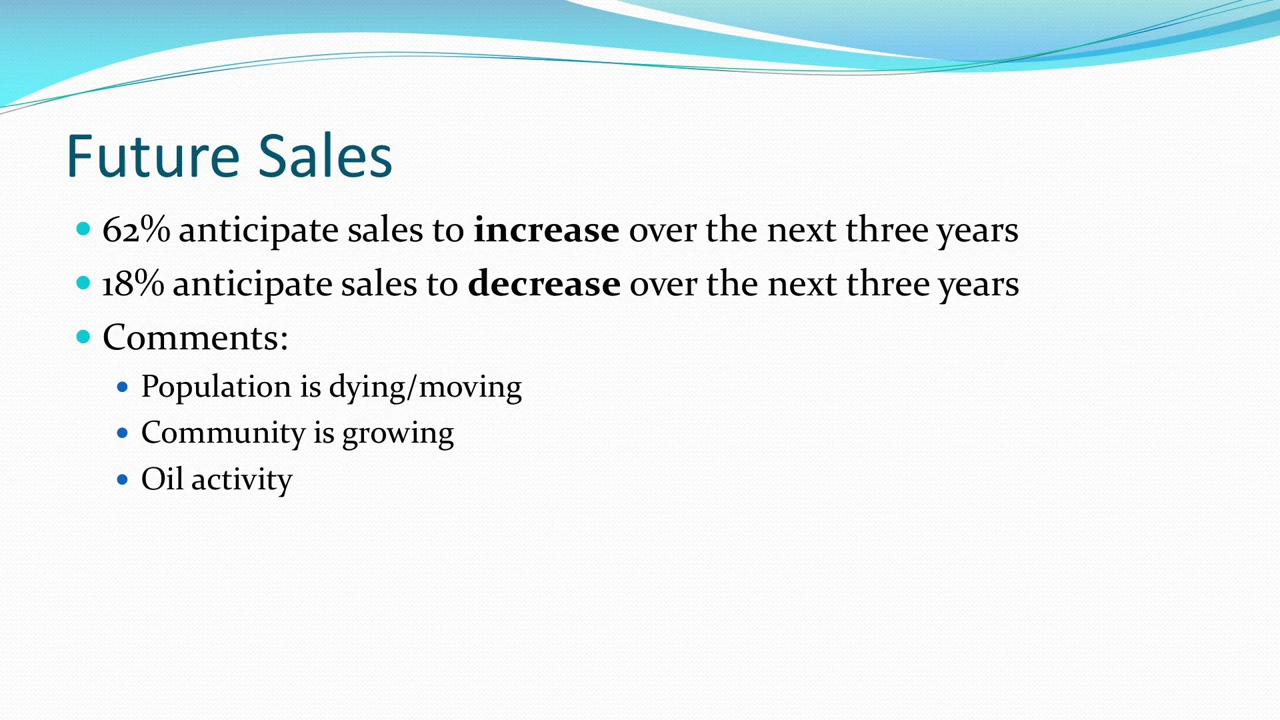 Future Sales
62% anticipate sales to increase over the next three years
18% anticipate sales to decrease over the next three years
Comments:
Population is dying/moving
Community is growing
Oil activity